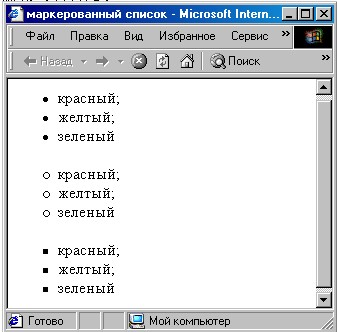 маркерованный список - Microsoft Intern...
Файл Правка Вид Избранное Сервис »
Назад Поиск »
• красный;
• желтый;
• зеленый
○ красный;
○ желтый;
○ зеленый
▪ красный;
▪ желтый;
▪ зеленый
Готово Мой компьютер